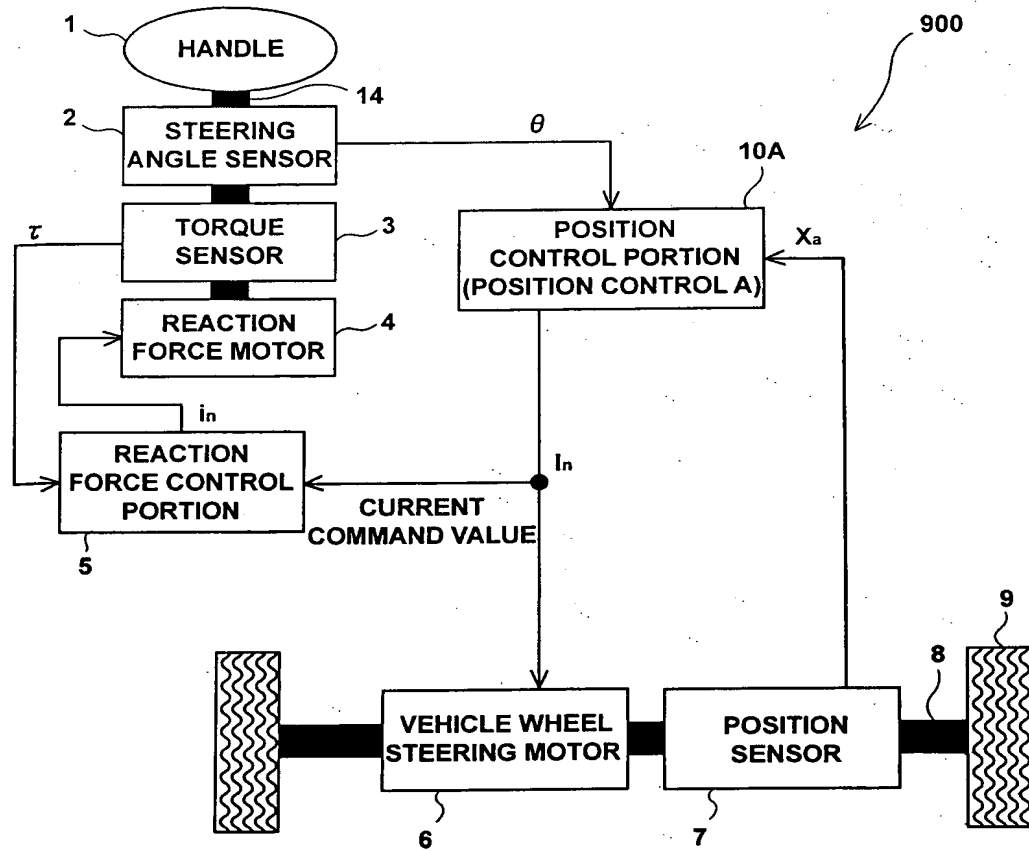 1
HANDLE
900
14
2
STEERING
ANGLE SENSOR
θ
10A
τ
TORQUE
SENSOR
3
POSITION
CONTROL PORTION
(POSITION CONTROL A)
Xa
REACTION
FORCE MOTOR
4
in
REACTION
FORCE CONTROL
PORTION
In
CURRENT
COMMAND VALUE
5
9
8
VEHICLE WHEEL
STEERING MOTOR
POSITION
SENSOR
6
7